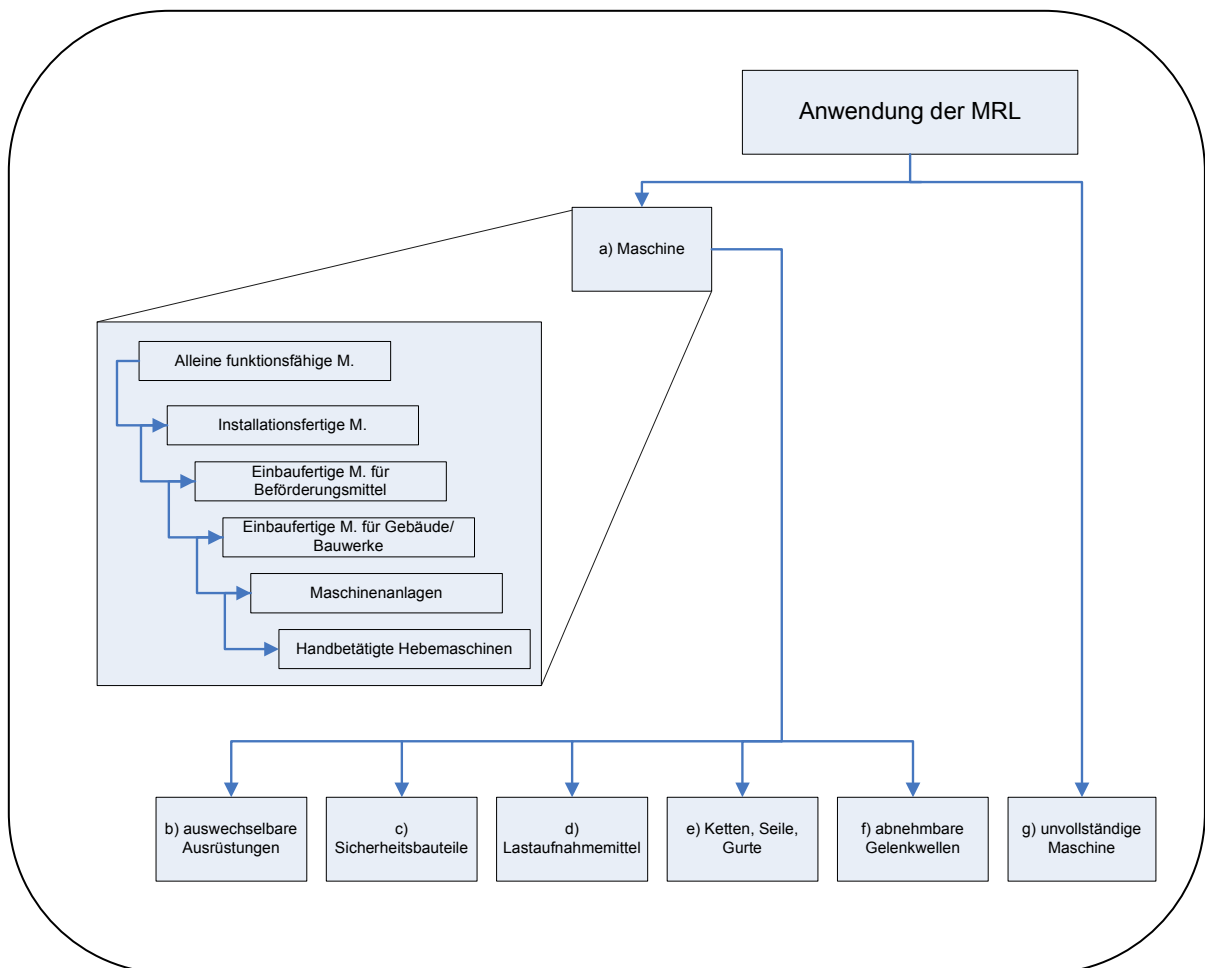 Anwendung der MRL
a) Maschine
Alleine funktionsfähige M.
Installationsfertige M.
Einbaufertige M. für
Beförderungsmittel
Einbaufertige M. für Gebäude/
Bauwerke
Maschinenanlagen
Handbetätigte Hebemaschinen
b) auswechselbare
Ausrüstungen
c)
Sicherheitsbauteile
d)
Lastaufnahmemittel
e) Ketten, Seile,
Gurte
f) abnehmbare
Gelenkwellen
g) unvollständige
Maschine